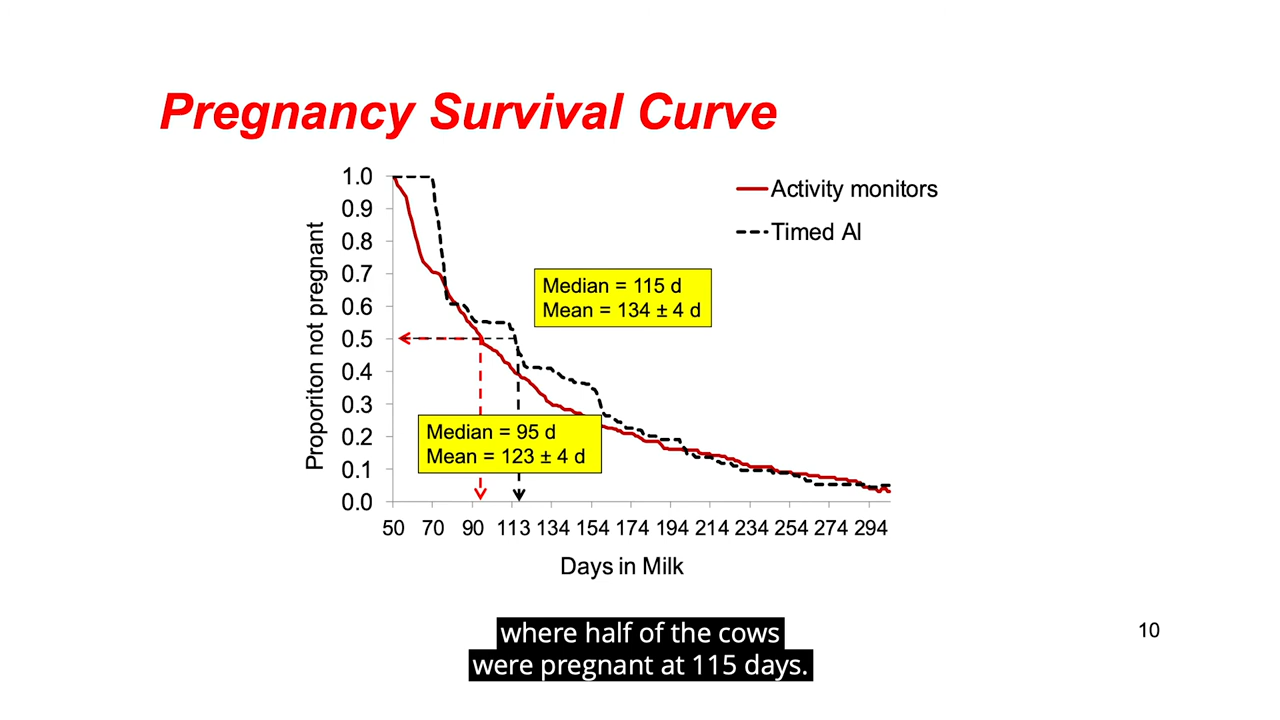 Pregnancy Survival Curve
Activity monitors
Timed AI
Proporiton not pregnant
1.0
0.9
0.8
0.7
0.6
0.5
0.4
0.3
0.2
0.1
0.0
Median = 115 d
Mean = 134 ± 4 d
Median = 95 d
Mean = 123 ± 4 d
50 70 90 113 134 154 174 194 214 234 254 274 294
Days in Milk
where half of the cows
were pregnant at 115 days.
10